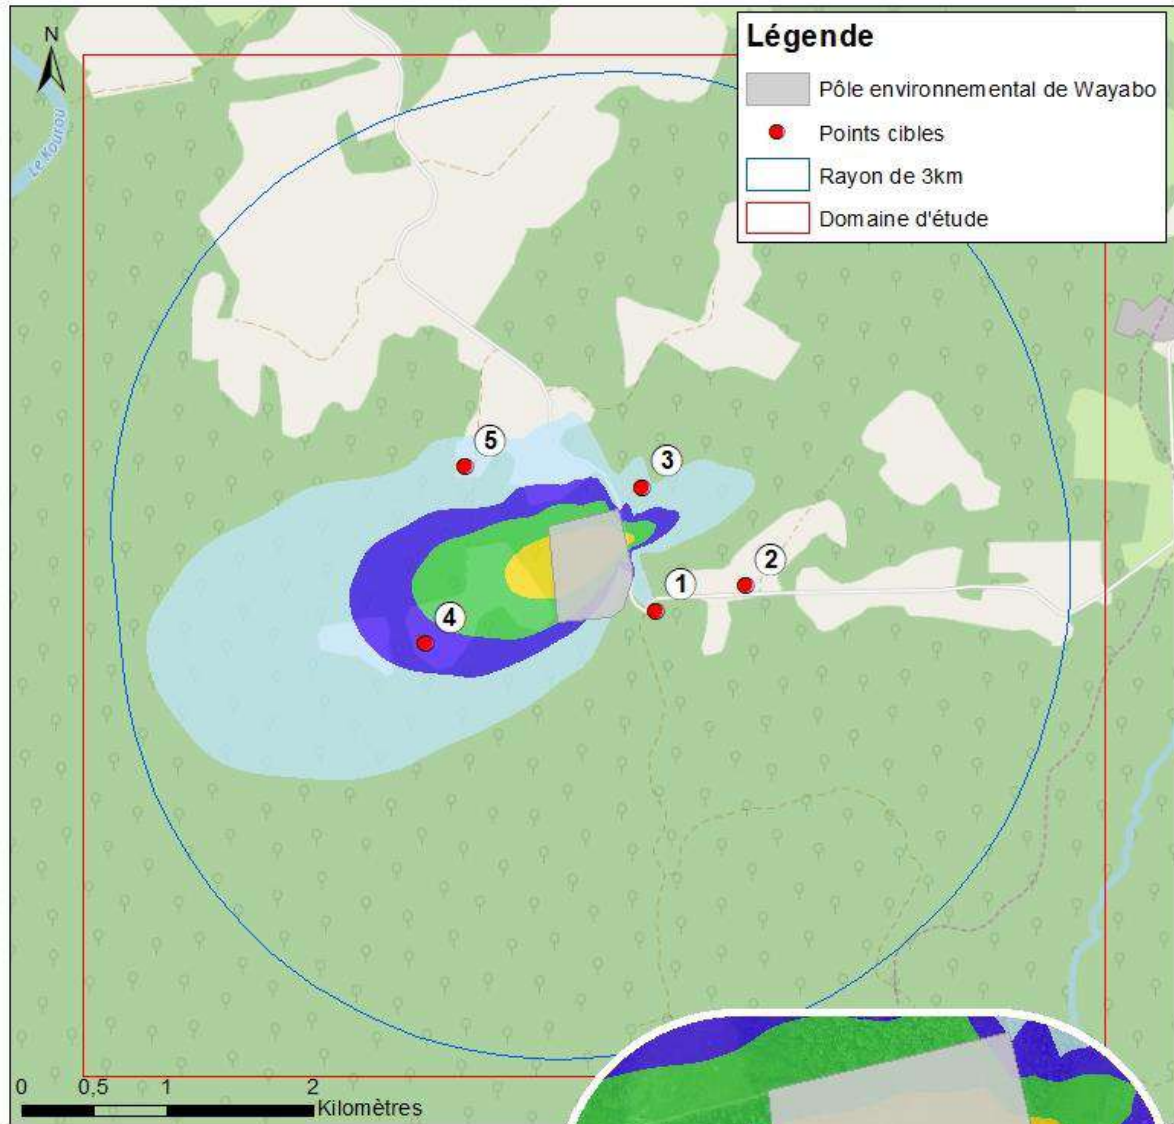 N
Légende
Pôle environnemental de Wayabo
Points cibles
Rayon de 3km
Domaine d'étude
Le Kourou
5
3
2
1
4
0 0,5 1 2
Kilomètres